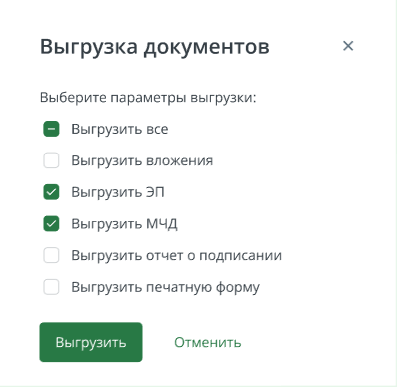 Выгрузка документов
Выберите параметры выгрузки:
Выгрузить все
Выгрузить вложения
Выгрузить ЭП
Выгрузить МЧД
Выгрузить отчет о подписании
Выгрузить печатную форму
Выгрузить Отменить